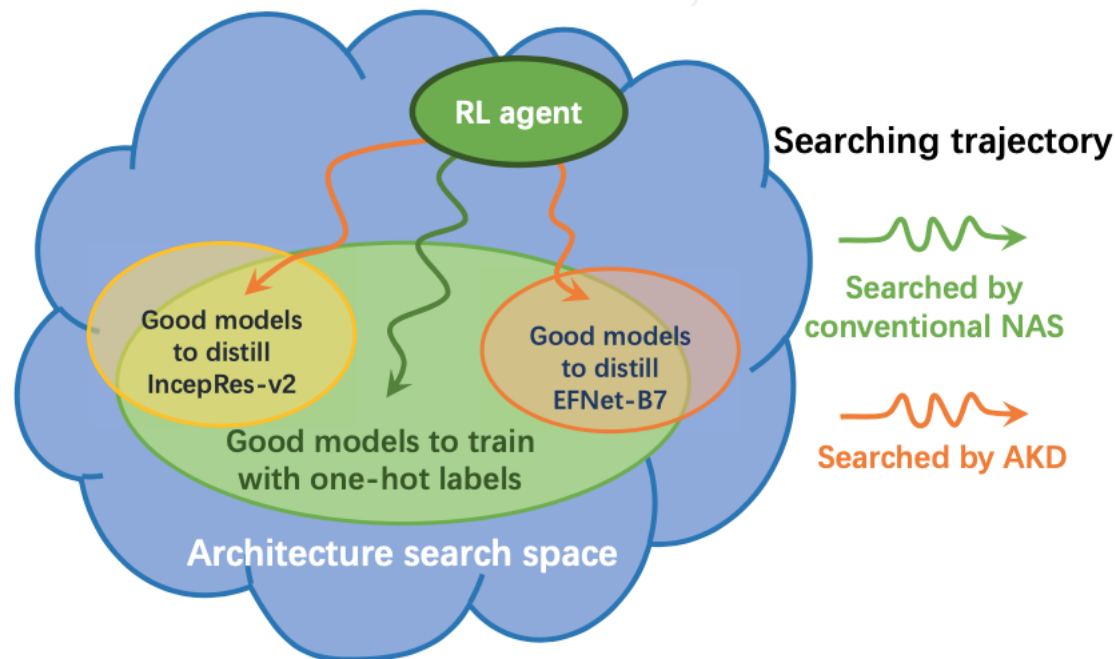 RL agent
Searching trajectory
Searched by
conventional NAS
Searched by AKD
Good models
to distill
IncepRes-v2
Good models
to distill
EFNet-B7
Good models to train
with one-hot labels
Architecture search space